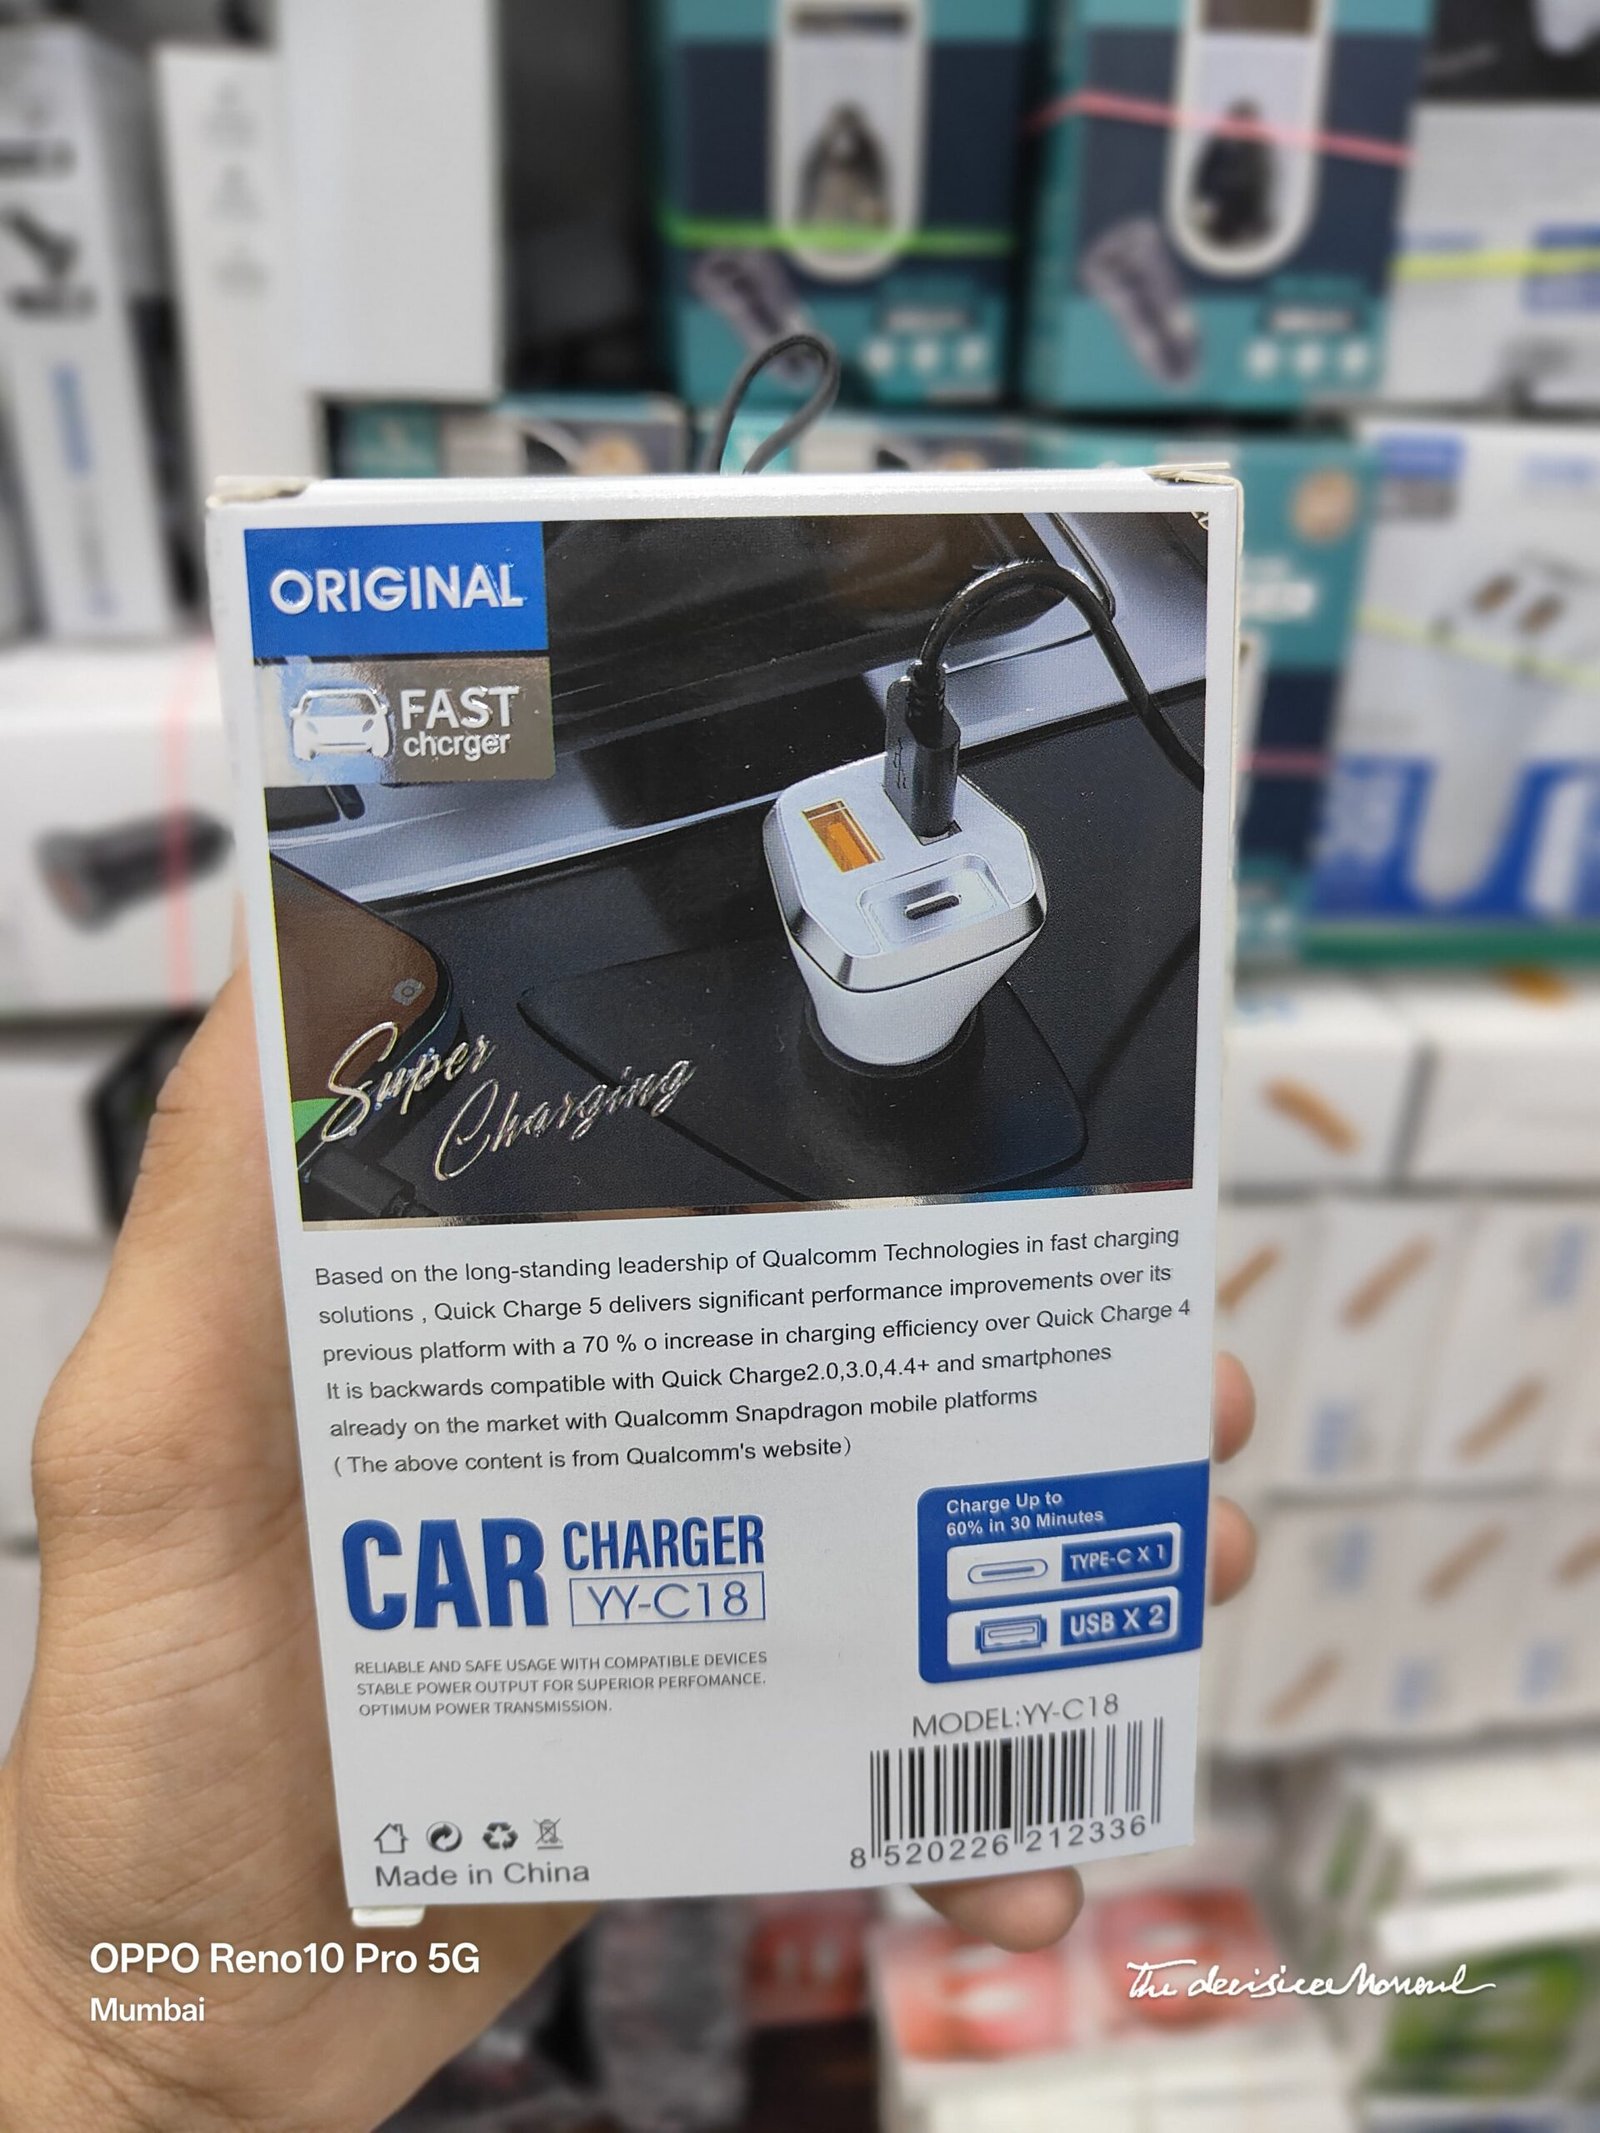 ORIGINAL
FAST
chcrger
Super
Charging
Based on the long-standing leadership of Qualcomm Technologies in fast charging
solutions , Quick Charge 5 delivers significant performance improvements over its
previous platform with a 70 % o increase in charging efficiency over Quick Charge 4
It is backwards compatible with Quick Charge2.0,3.0,4.4+ and smartphones
already on the market with Qualcomm Snapdragon mobile platforms
( The above content is from Qualcomm's website)
CAR CHARGER
YY-C18
RELIABLE AND SAFE USAGE WITH COMPATIBLE DEVICES
STABLE POWER OUTPUT FOR SUPERIOR PERFOMANCE.
OPTIMUM POWER TRANSMISSION.
Charge Up to
60% in 30 Minutes
TYPE-C X 1
USB X 2
MODEL:YY-C18
8 520226 212336
Made in China
OPPO Reno10 Pro 5G
Mumbai